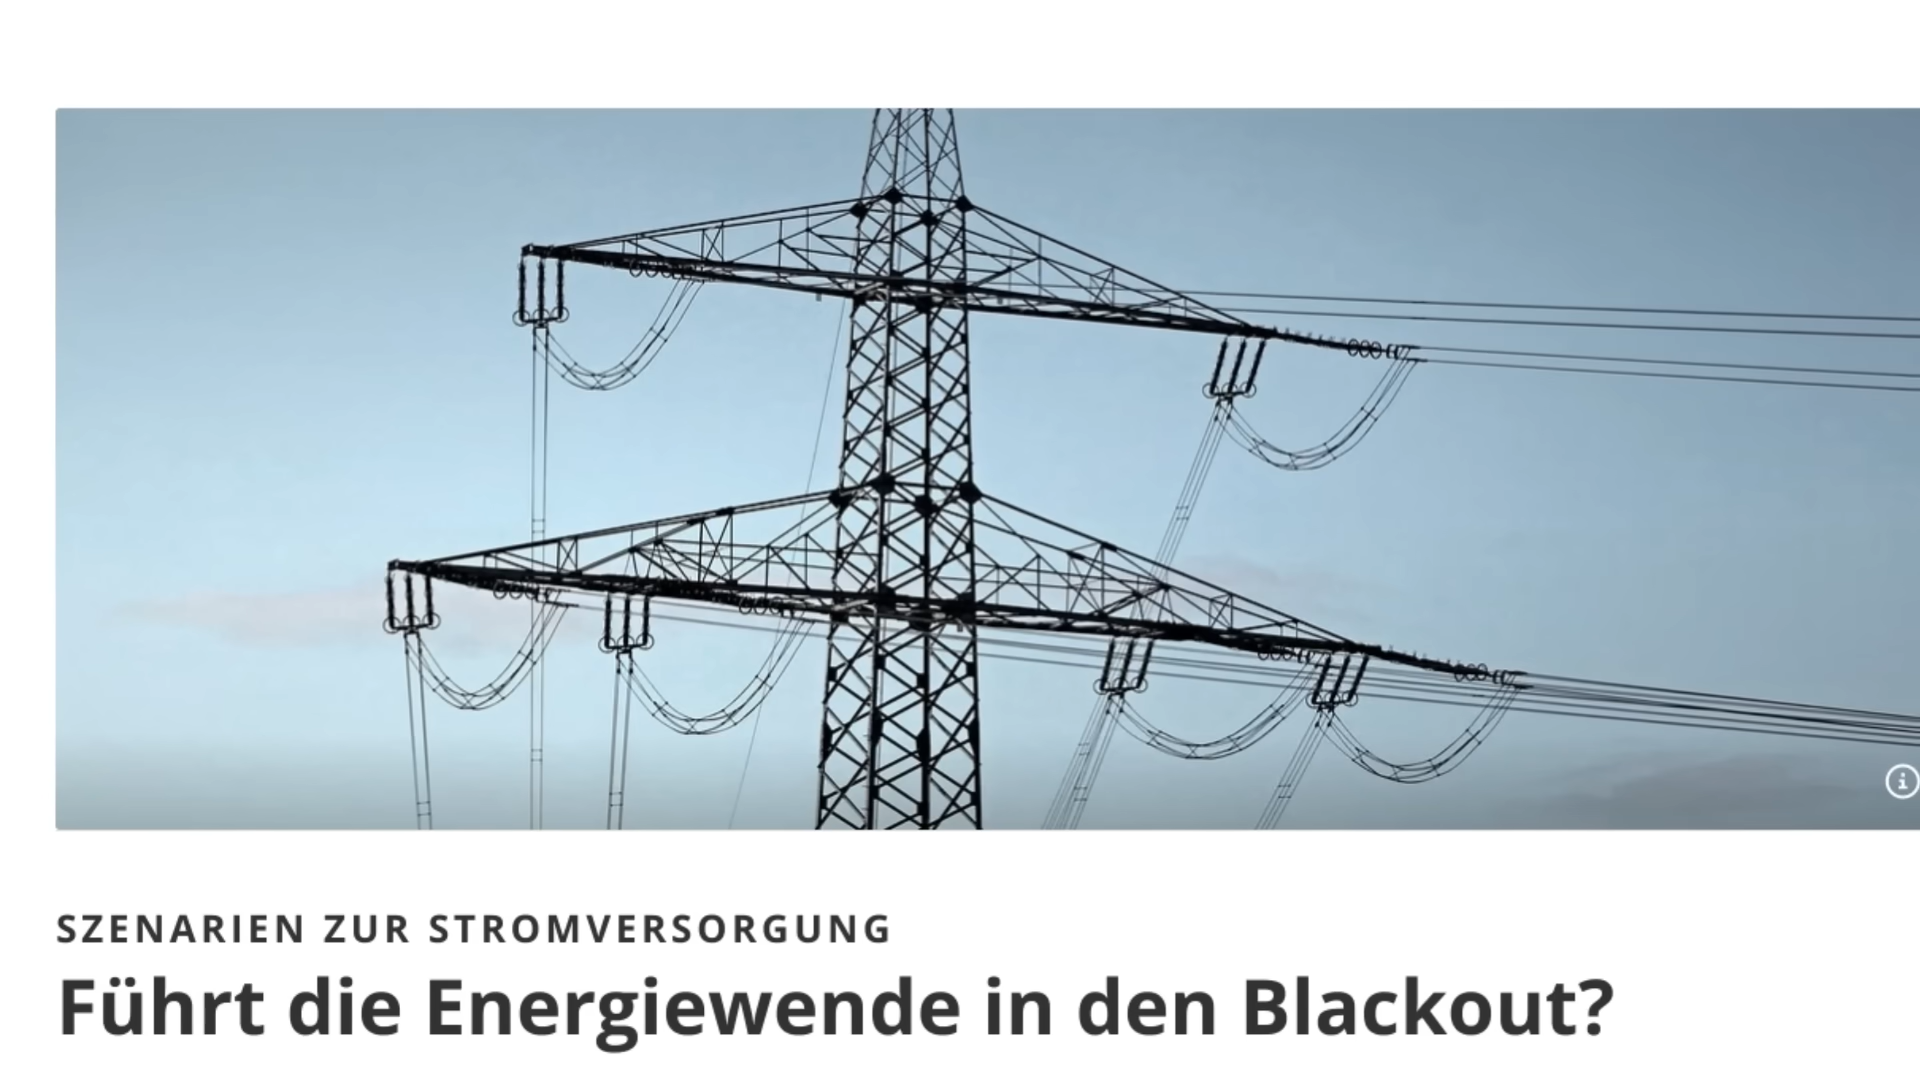 SZENARIEN ZUR STROMVERSORGUNG
Führt die Energiewende in den Blackout?